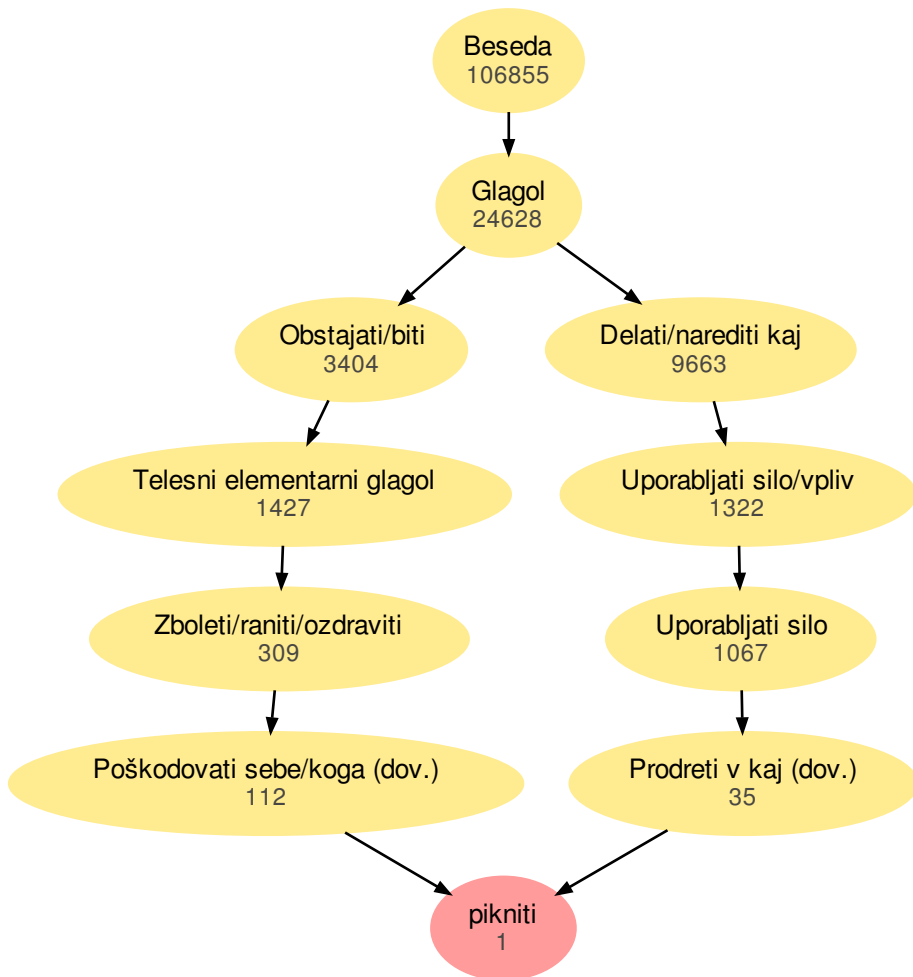 Beseda
106855
Glagol
24628
Obstajati/biti
3404
Delati/narediti kaj
9663
Telesni elementarni glagol
1427
Uporabljati silo/vpliv
1322
Zboleti/raniti/ozdraviti
309
Uporabljati silo
1067
Poškodovati sebe/koga (dov.)
112
Prodreti v kaj (dov.)
35
pikniti
1